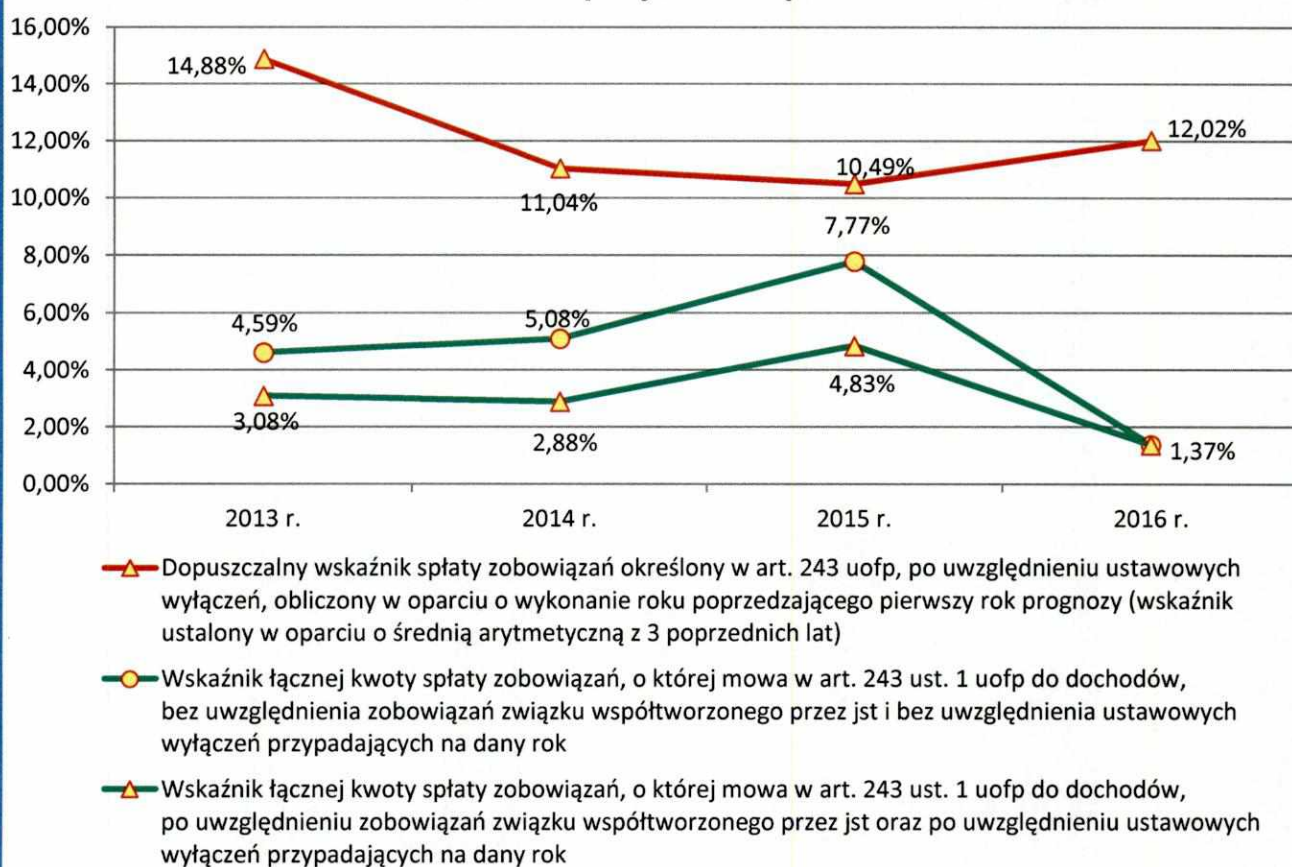 16,00%
14,88%
14,00%
12,00%
12,02%
10,49%
10,00%
11,04%
7,77%
8,00%
6,00%
4,59%
5,08%
4,00%
4,83%
3,08%
2,88%
2,00%
1,37%
0,00%
2013 r. 2014 r. 2015 r. 2016 r.
Dopuszczalny wskaźnik spłaty zobowiązań określony w art. 243 uofp, po uwzględnieniu ustawowych
wyłączeń, obliczony w oparciu o wykonanie roku poprzedzającego pierwszy rok prognozy (wskaźnik
ustalony w oparciu o średnią arytmetyczną z 3 poprzednich lat)
Wskaźnik łącznej kwoty spłaty zobowiązań, o której mowa w art. 243 ust. 1 uofp do dochodów,
bez uwzględnienia zobowiązań związku współtworzonego przez jst i bez uwzględnienia ustawowych
wyłączeń przypadających na dany rok
Wskaźnik łącznej kwoty spłaty zobowiązań, o której mowa w art. 243 ust. 1 uofp do dochodów,
po uwzględnieniu zobowiązań związku współtworzonego przez jst oraz po uwzględnieniu ustawowych
wyłączeń przypadających na dany rok